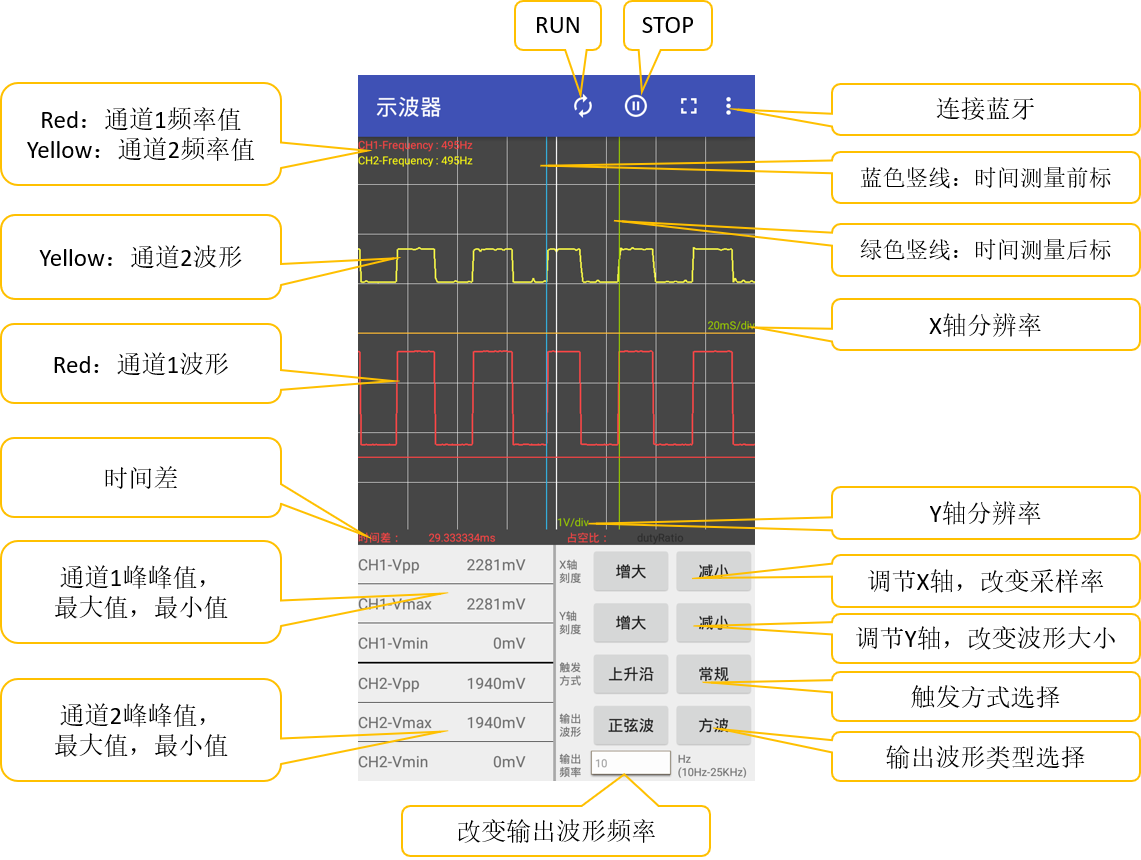 RUN
STOP
示波器
Red：通道1频率值
Yellow：通道2频率值
CH1-Frequency : 495Hz
CH2-Frequency : 495Hz
连接蓝牙
蓝色竖线：时间测量前标
Yellow：通道2波形
绿色竖线：时间测量后标
20mS/div
X轴分辨率
Red：通道1波形
时间差
1V/div
Y轴分辨率
时间差： 29.333334ms 占空比： dutyRatio
通道1峰峰值，
最大值，最小值
CH1-Vpp 2281mV
CH1-Vmax 2281mV
CH1-Vmin 0mV
X轴
刻度
增大 减小
调节X轴，改变采样率
Y轴
刻度
增大 减小
调节Y轴，改变波形大小
通道2峰峰值，
最大值，最小值
CH2-Vpp 1940mV
CH2-Vmax 1940mV
CH2-Vmin 0mV
触发
方式
上升沿 常规
触发方式选择
输出
波形
正弦波 方波
输出波形类型选择
输出
频率
10
Hz
(10Hz-25KHz)
改变输出波形频率